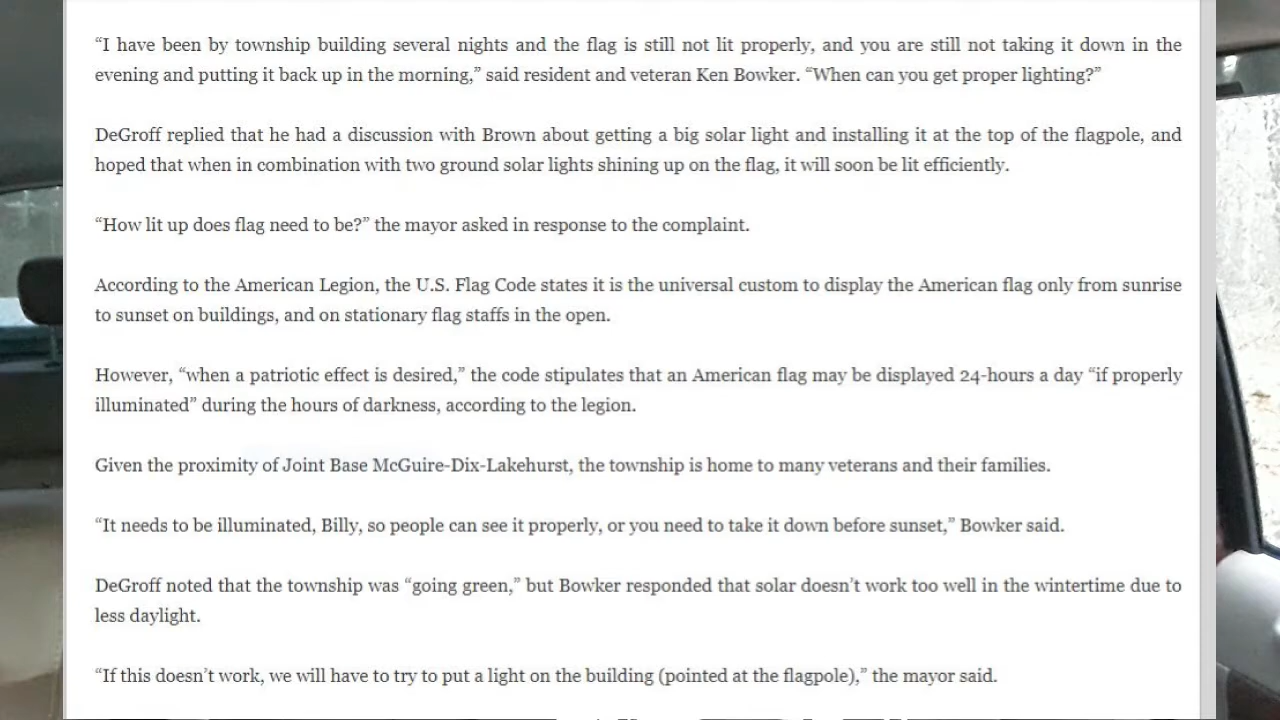 “I have been by township building several nights and the flag is still not lit properly, and you are still not taking it down in the
evening and putting it back up in the morning,” said resident and veteran Ken Bowker. “When can you get proper lighting?”
DeGroff replied that he had a discussion with Brown about getting a big solar light and installing it at the top of the flagpole, and
hoped that when in combination with two ground solar lights shining up on the flag, it will soon be lit efficiently.
“How lit up does flag need to be?” the mayor asked in response to the complaint.
According to the American Legion, the U.S. Flag Code states it is the universal custom to display the American flag only from sunrise
to sunset on buildings, and on stationary flag staffs in the open.
However, “when a patriotic effect is desired,” the code stipulates that an American flag may be displayed 24-hours a day “if properly
illuminated” during the hours of darkness, according to the legion.
Given the proximity of Joint Base McGuire-Dix-Lakehurst, the township is home to many veterans and their families.
“It needs to be illuminated, Billy, so people can see it properly, or you need to take it down before sunset,” Bowker said.
DeGroff noted that the township was “going green,” but Bowker responded that solar doesn’t work too well in the wintertime due to
less daylight.
“If this doesn’t work, we will have to try to put a light on the building (pointed at the flagpole),” the mayor said.